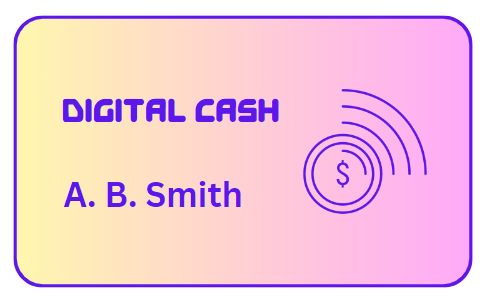 DIGITAL CASH
$
A. B. Smith